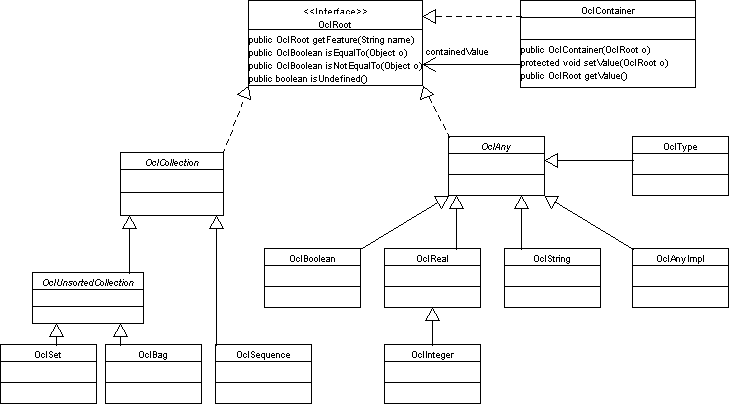 <<Interface>>
OclRoot
public OclRoot getFeature(String name)
public OclBoolean isEqualTo(Object o)
public OclBoolean isNotEqualTo(Object o)
public boolean isUndefined()
OclContainer
public OclContainer(OclRoot o)
protected void setValue(OclRoot o)
public OclRoot getValue()
containedValue
OclCollection
OclAny
OclType
OclBoolean
OclReal
OclString
OclAnyImpl
OclUnsortedCollection
OclSet
OclBag
OclSequence
OclInteger